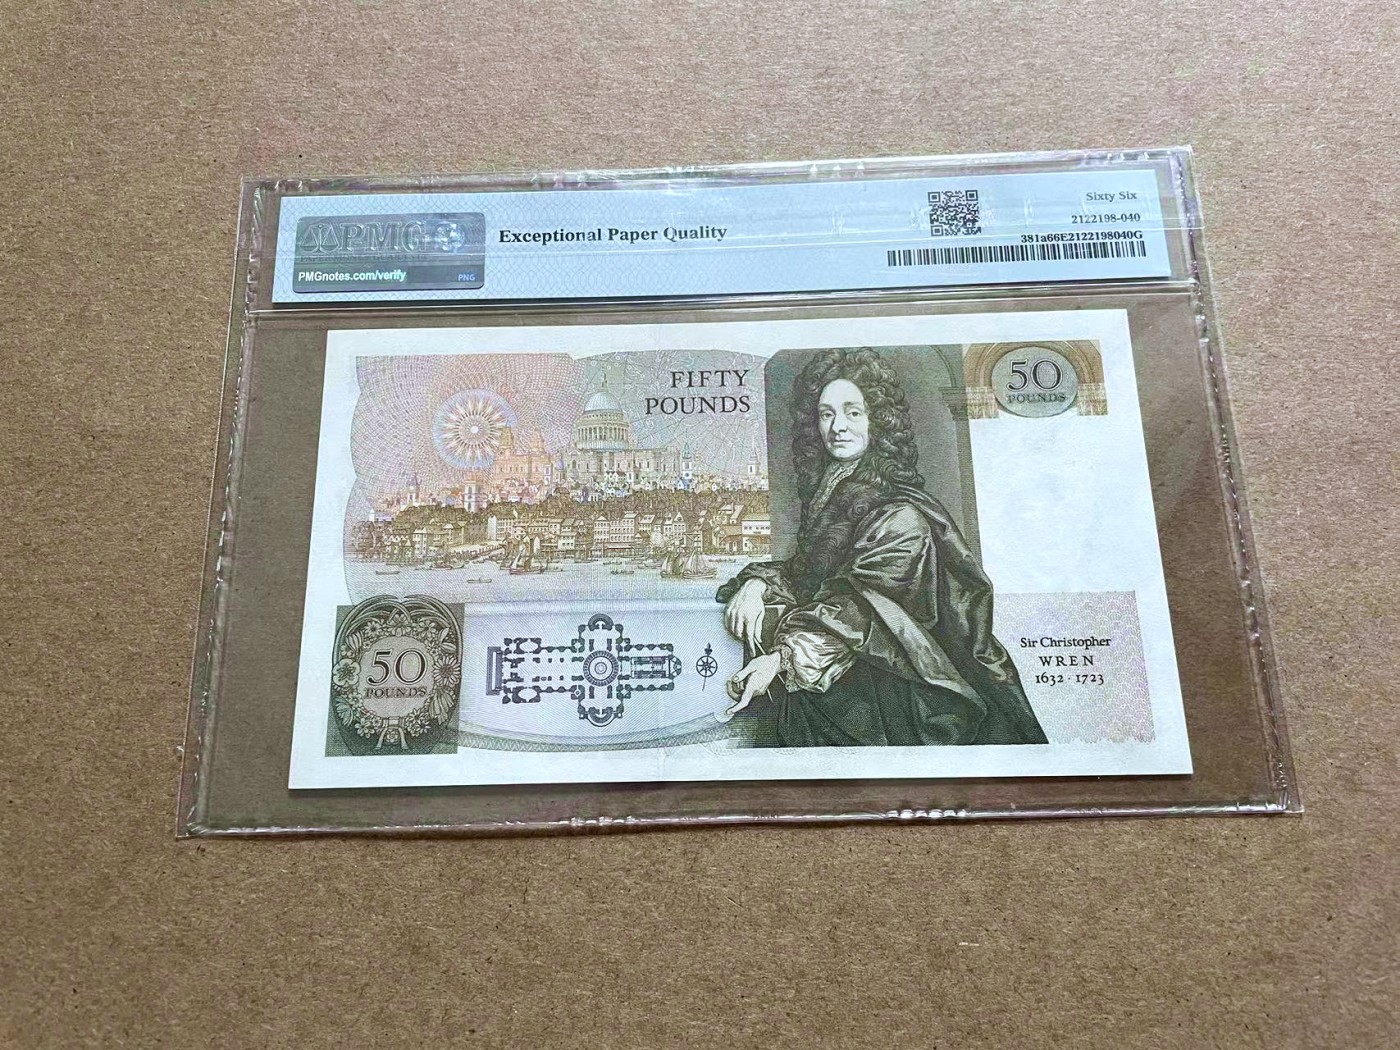 PMG
PMGnotes.com/verify
PNG
Exceptional Paper Quality
Sixty Six
2122198-040
381a66E2122198040G
FIFTY
POUNDS
50
POUNDS
50
POUNDS
Sir Christopher
WREN
1632 · 1723